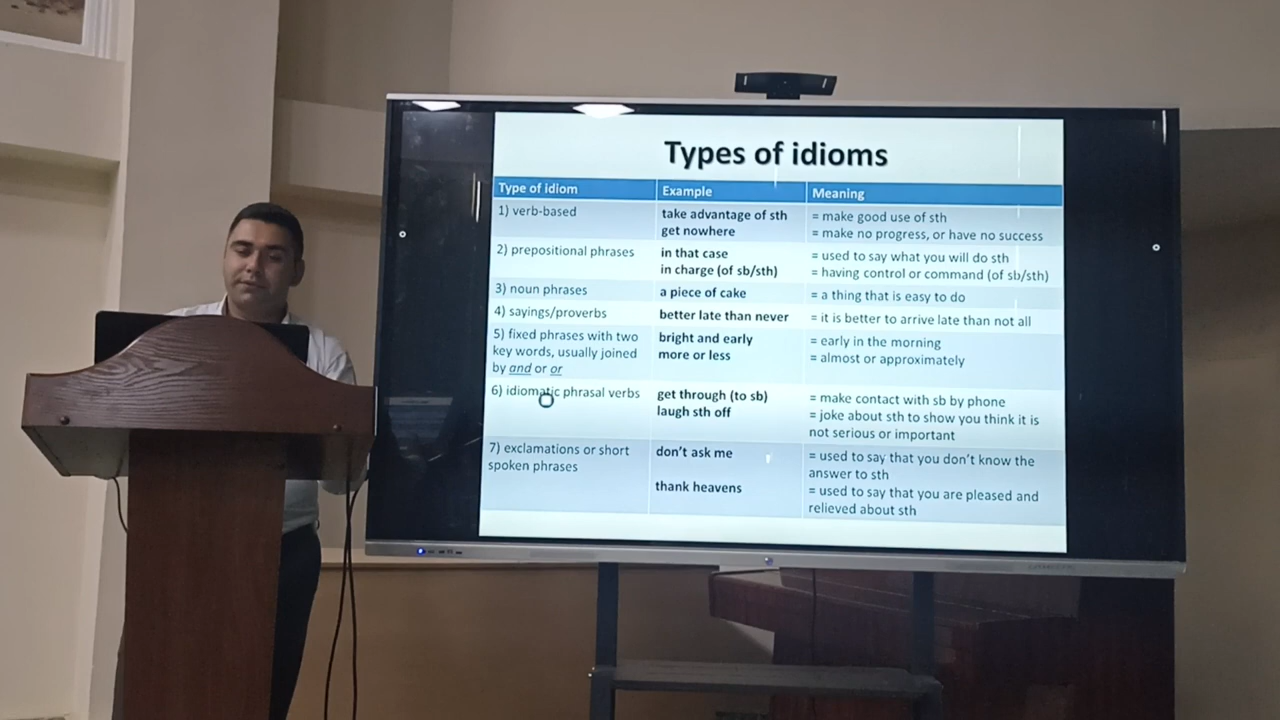 Types of idioms
Type of idiom Example Meaning
1) verb-based take advantage of sth = make good use of sth
get nowhere = make no progress, or have no success
2) prepositional phrases in that case = used to say what you will do sth
in charge (of sb/sth) = having control or command (of sb/sth)
3) noun phrases a piece of cake = a thing that is easy to do
4) sayings/proverbs better late than never = it is better to arrive late than not all
5) fixed phrases with two bright and early = early in the morning
key words, usually joined more or less = almost or approximately
by and or or
6) idiomatic phrasal verbs get through (to sb) = make contact with sb by phone
laugh sth off = joke about sth to show you think it is
not serious or important
7) exclamations or short don't ask me = used to say that you don't know the
spoken phrases answer to sth
thank heavens = used to say that you are pleased and
relieved about sth